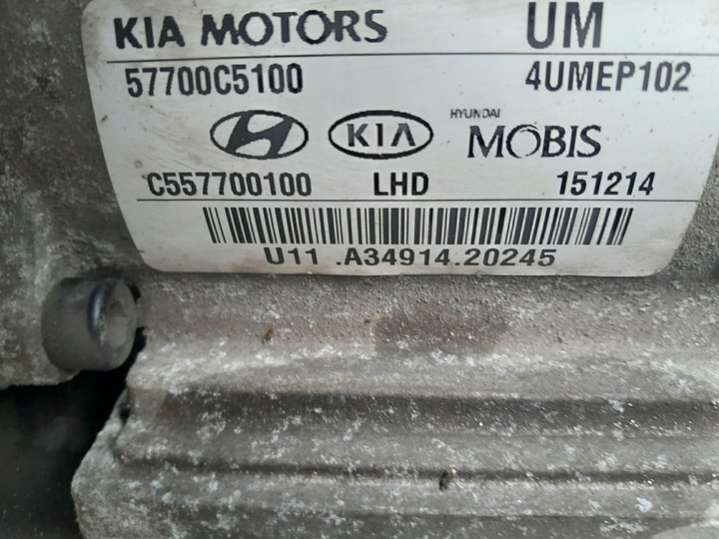 KIA MOTORS UM
57700C5100 4UMEP102
KIA HYUNDAI MOBIS
C557700100 LHD 151214
U11 .A34914.20245